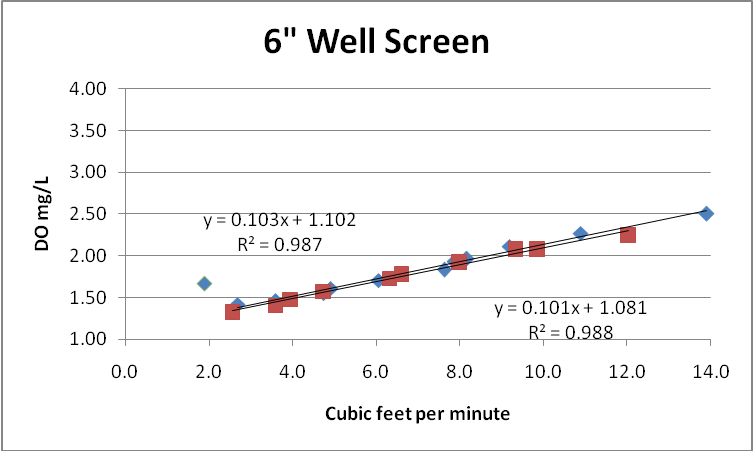 6" Well Screen
4.00
3.50
3.00
2.50
2.00
1.50
1.00
DO mg/L
y = 0.103x + 1.102
R² = 0.987
y = 0.101x + 1.081
R² = 0.988
0.0 2.0 4.0 6.0 8.0 10.0 12.0 14.0
Cubic feet per minute